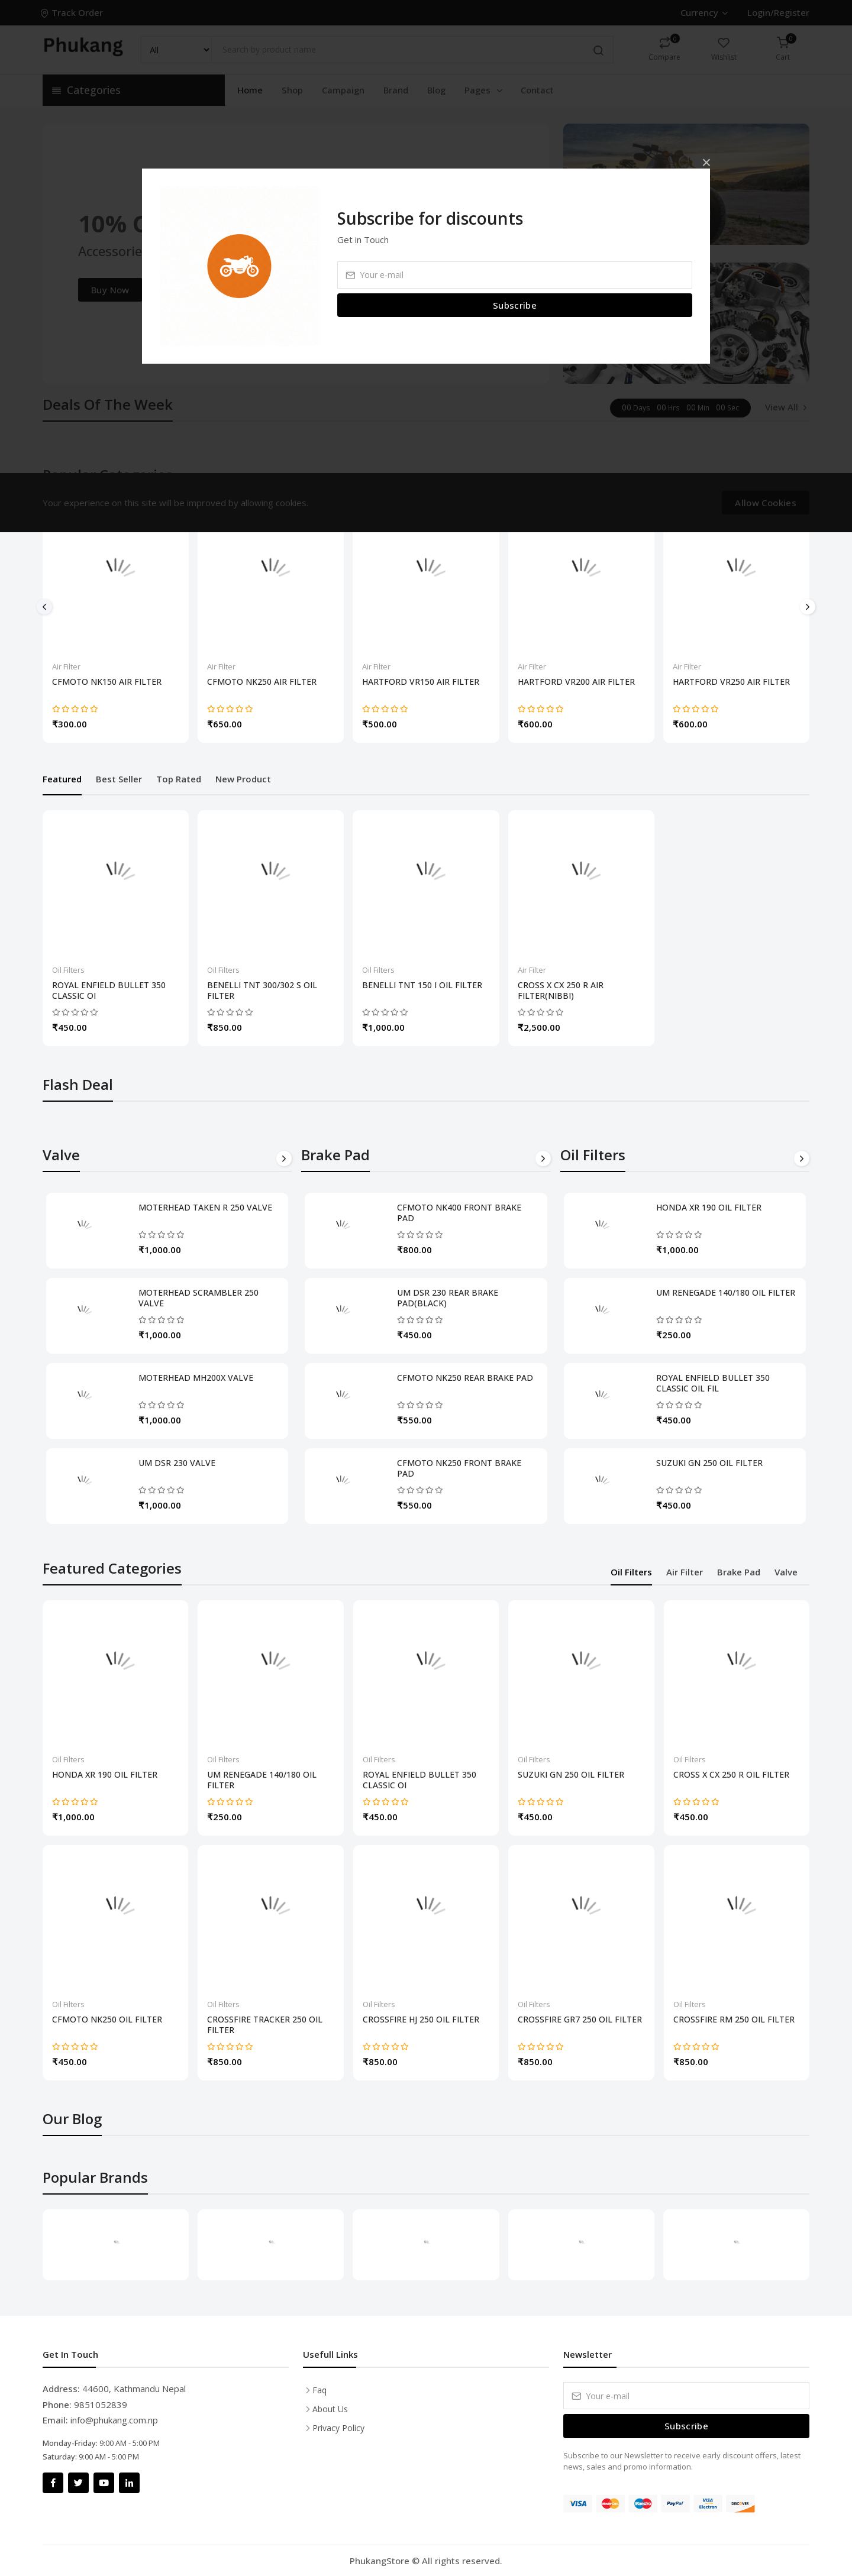 Track Order
Currency
Login/Register
Phukang
All
Search by product name
0
Compare
Wishlist
0
Cart
Categories
Home
Shop
Campaign
Brand
Blog
Pages
Contact
10%
Accessorie
Buy Now
Subscribe for discounts
Get in Touch
Your e-mail
Subscribe
Deals Of The Week
00 Days 00 Hrs 00 Min 00 Sec
View All
Your experience on this site will be improved by allowing cookies.
Allow Cookies
Air Filter
CFMOTO NK150 AIR FILTER
₹300.00
Air Filter
CFMOTO NK250 AIR FILTER
₹650.00
Air Filter
HARTFORD VR150 AIR FILTER
₹500.00
Air Filter
HARTFORD VR200 AIR FILTER
₹600.00
Air Filter
HARTFORD VR250 AIR FILTER
₹600.00
Featured
Best Seller
Top Rated
New Product
Oil Filters
ROYAL ENFIELD BULLET 350
CLASSIC OI
₹450.00
Oil Filters
BENELLI TNT 300/302 S OIL
FILTER
₹850.00
Oil Filters
BENELLI TNT 150 I OIL FILTER
₹1,000.00
Air Filter
CROSS X CX 250 R AIR
FILTER(NIBBI)
₹2,500.00
Flash Deal
Valve
MOTERHEAD TAKEN R 250 VALVE
₹1,000.00
MOTERHEAD SCRAMBLER 250
VALVE
₹1,000.00
MOTERHEAD MH200X VALVE
₹1,000.00
UM DSR 230 VALVE
₹1,000.00
Brake Pad
CFMOTO NK400 FRONT BRAKE
PAD
₹800.00
UM DSR 230 REAR BRAKE
PAD(BLACK)
₹450.00
CFMOTO NK250 REAR BRAKE PAD
₹550.00
CFMOTO NK250 FRONT BRAKE
PAD
₹550.00
Oil Filters
HONDA XR 190 OIL FILTER
₹1,000.00
UM RENEGADE 140/180 OIL FILTER
₹250.00
ROYAL ENFIELD BULLET 350
CLASSIC OIL FIL
₹450.00
SUZUKI GN 250 OIL FILTER
₹450.00
Featured Categories
Oil Filters
Air Filter
Brake Pad
Valve
Oil Filters
HONDA XR 190 OIL FILTER
₹1,000.00
Oil Filters
UM RENEGADE 140/180 OIL
FILTER
₹250.00
Oil Filters
ROYAL ENFIELD BULLET 350
CLASSIC OI
₹450.00
Oil Filters
SUZUKI GN 250 OIL FILTER
₹450.00
Oil Filters
CROSS X CX 250 R OIL FILTER
₹450.00
Oil Filters
CFMOTO NK250 OIL FILTER
₹450.00
Oil Filters
CROSSFIRE TRACKER 250 OIL
FILTER
₹850.00
Oil Filters
CROSSFIRE HJ 250 OIL FILTER
₹850.00
Oil Filters
CROSSFIRE GR7 250 OIL FILTER
₹850.00
Oil Filters
CROSSFIRE RM 250 OIL FILTER
₹850.00
Our Blog
Popular Brands
Get In Touch
Address: 44600, Kathmandu Nepal
Phone: 9851052839
Email: info@phukang.com.np
Monday-Friday: 9:00 AM - 5:00 PM
Saturday: 9:00 AM - 5:00 PM
Usefull Links
Faq
About Us
Privacy Policy
Newsletter
Your e-mail
Subscribe
Subscribe to our Newsletter to receive early discount offers, latest
news, sales and promo information.
VISA
PayPal
VISA
Electron
DISCOVER
PhukangStore © All rights reserved.